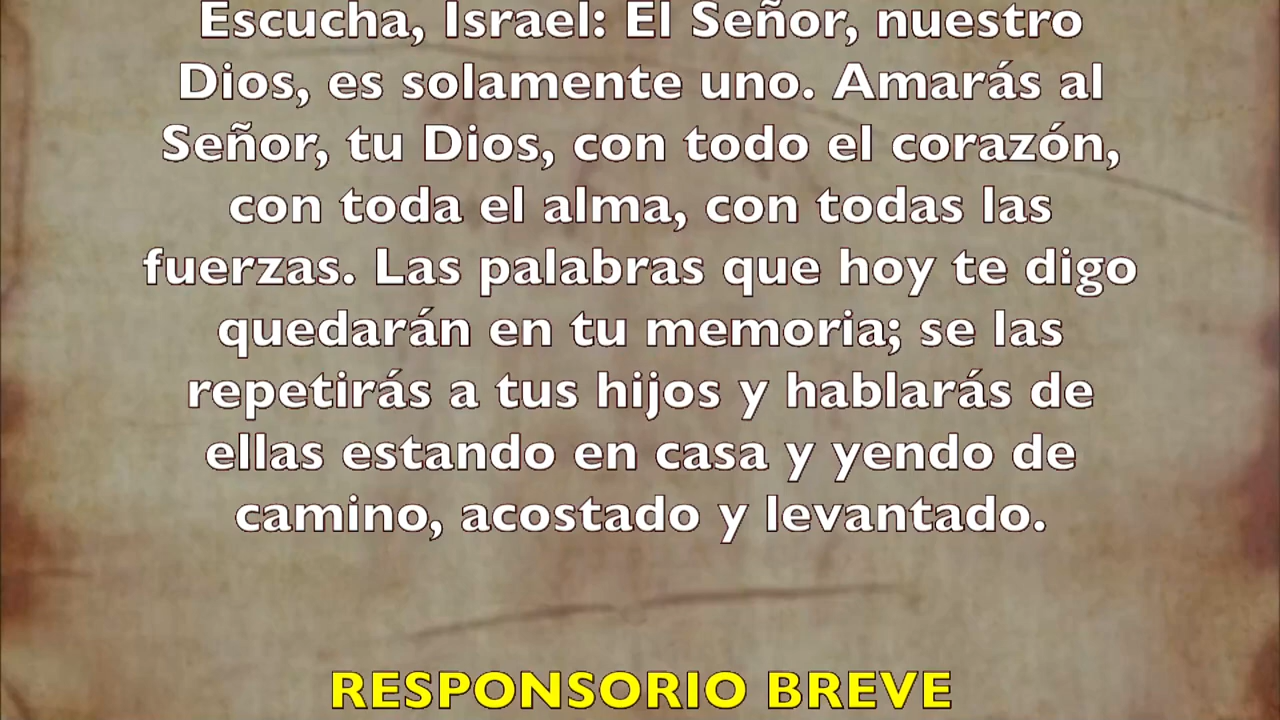 Escucha, Israel: El Señor, nuestro
Dios, es solamente uno. Amarás al
Señor, tu Dios, con todo el corazón,
con toda el alma, con todas las
fuerzas. Las palabras que hoy te digo
quedarán en tu memoria; se las
repetirás a tus hijos y hablarás de
ellas estando en casa y yendo de
camino, acostado y levantado.
RESPONSORIO BREVE